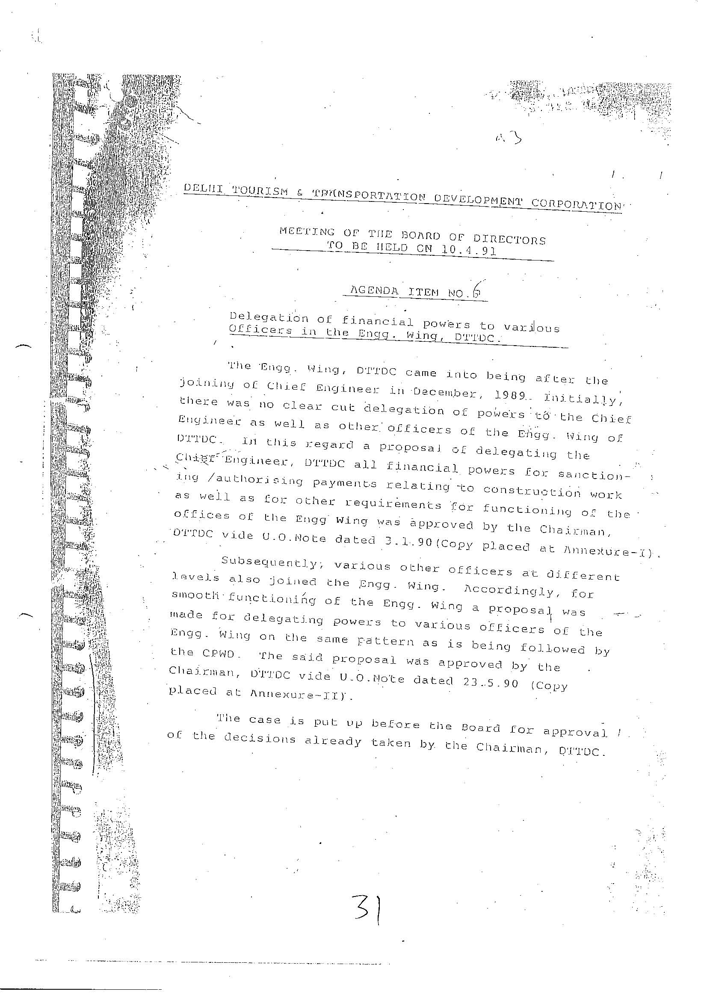 DELHI TOURISM & TRANSPORTATION DEVELOPMENT CORPORATION
MEETING OF THE BOARD OF DIRECTORS
TO BE HELD ON 10.4.91
AGENDA ITEM NO.6
Delegation of financial powers to various
Officers in the Engg. Wing, DTTDC.
The Engg. Wing, DTTDC came into being after the
joining of Chief Engineer in December, 1989. Initially,
there was no clear cut delegation of powers to the Chief
Engineer as well as other officers of the Engg. Wing of
DTTDC. In this regard a proposal of delegating the
Chief Engineer, DTTDC all financial powers for sanction-
ing /authorising payments relating to construction work
as well as for other requirements for functioning of the
offices of the Engg Wing was approved by the Chairman,
DTTDC vide U.O.Note dated 3.1.90(Copy placed at Annexure-I).
Subsequently, various other officers at different
levels also joined the Engg. Wing. Accordingly, for
smooth functioning of the Engg. Wing a proposal was
made for delegating powers to various officers of the
Engg. Wing on the same pattern as is being followed by
the CPWD. The said proposal was approved by the
Chairman, DTTDC vide U.O.Note dated 23.5.90 (Copy
placed at Annexure-II).
The case is put up before the Board for approval
of the decisions already taken by the Chairman, DTTDC.
31